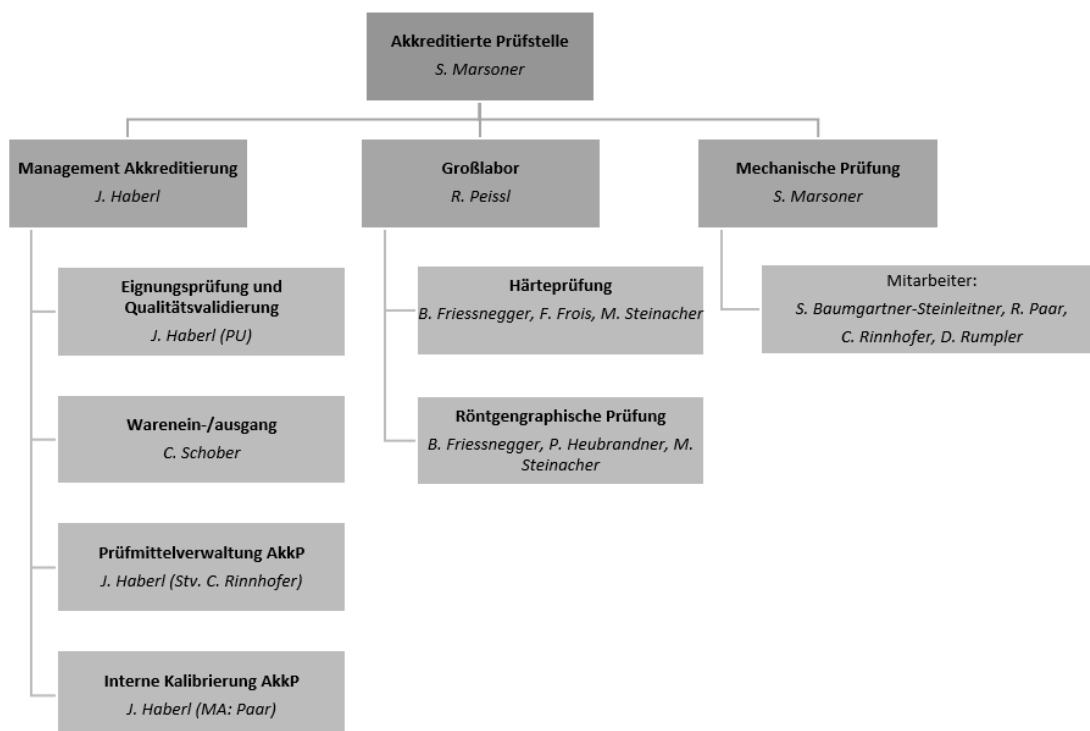 Akkreditierte Prüfstelle
S. Marsoner
Management Akkreditierung
J. Haberl
Eignungsprüfung und
Qualitätsvalidierung
J. Haberl (PU)
Warenein-/ausgang
C. Schober
Prüfmittelverwaltung AkkP
J. Haberl (Stv. C. Rinnhofer)
Interne Kalibrierung AkkP
J. Haberl (MA: Paar)
Großlabor
R. Peissl
Härteprüfung
B. Friessnegger, F. Frois, M. Steinacher
Röntgengraphische Prüfung
B. Friessnegger, P. Heubrandner, M.
Steinacher
Mechanische Prüfung
S. Marsoner
Mitarbeiter:
S. Baumgartner-Steinleitner, R. Paar,
C. Rinnhofer, D. Rumpler